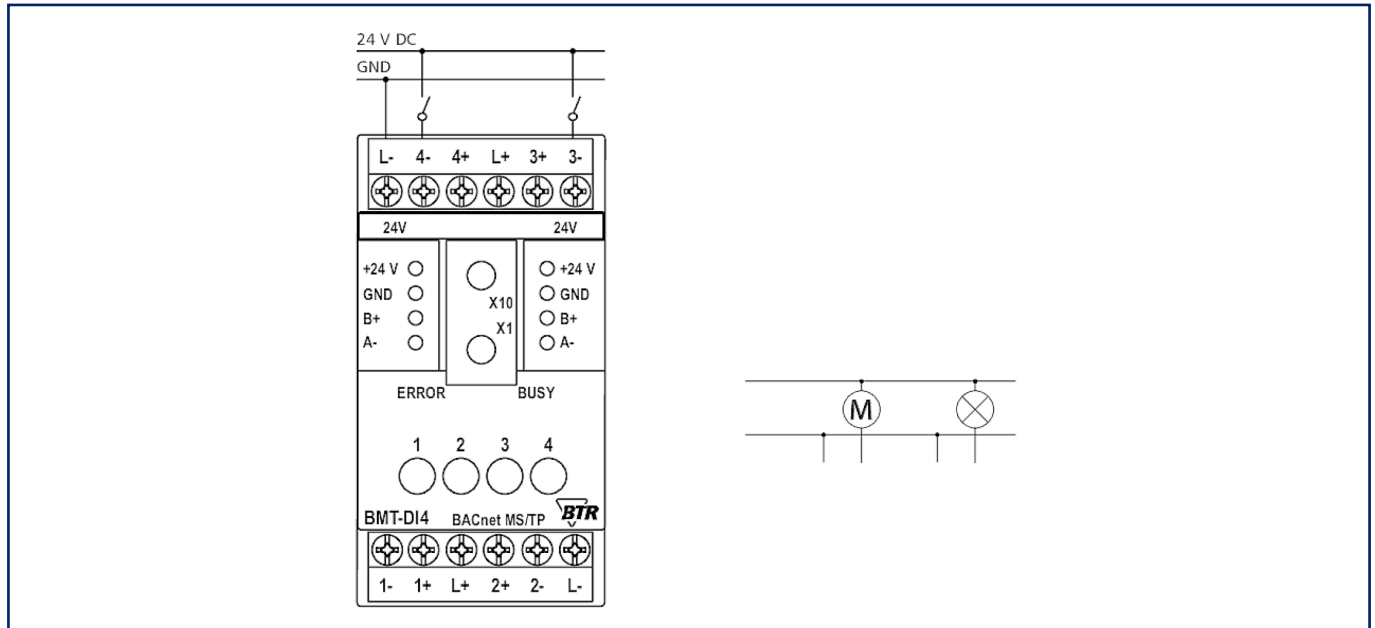 24 V DC
GND
L- 4- 4+ L+ 3+ 3-
24V 24V
+24 V +24 V
GND GND
X10
B+ B+
X1
A- A-
ERROR BUSY
1 2 3 4
BMT-DI4 BACnet MS/TP BTR
1- 1+ L+ 2+ 2- L-
M